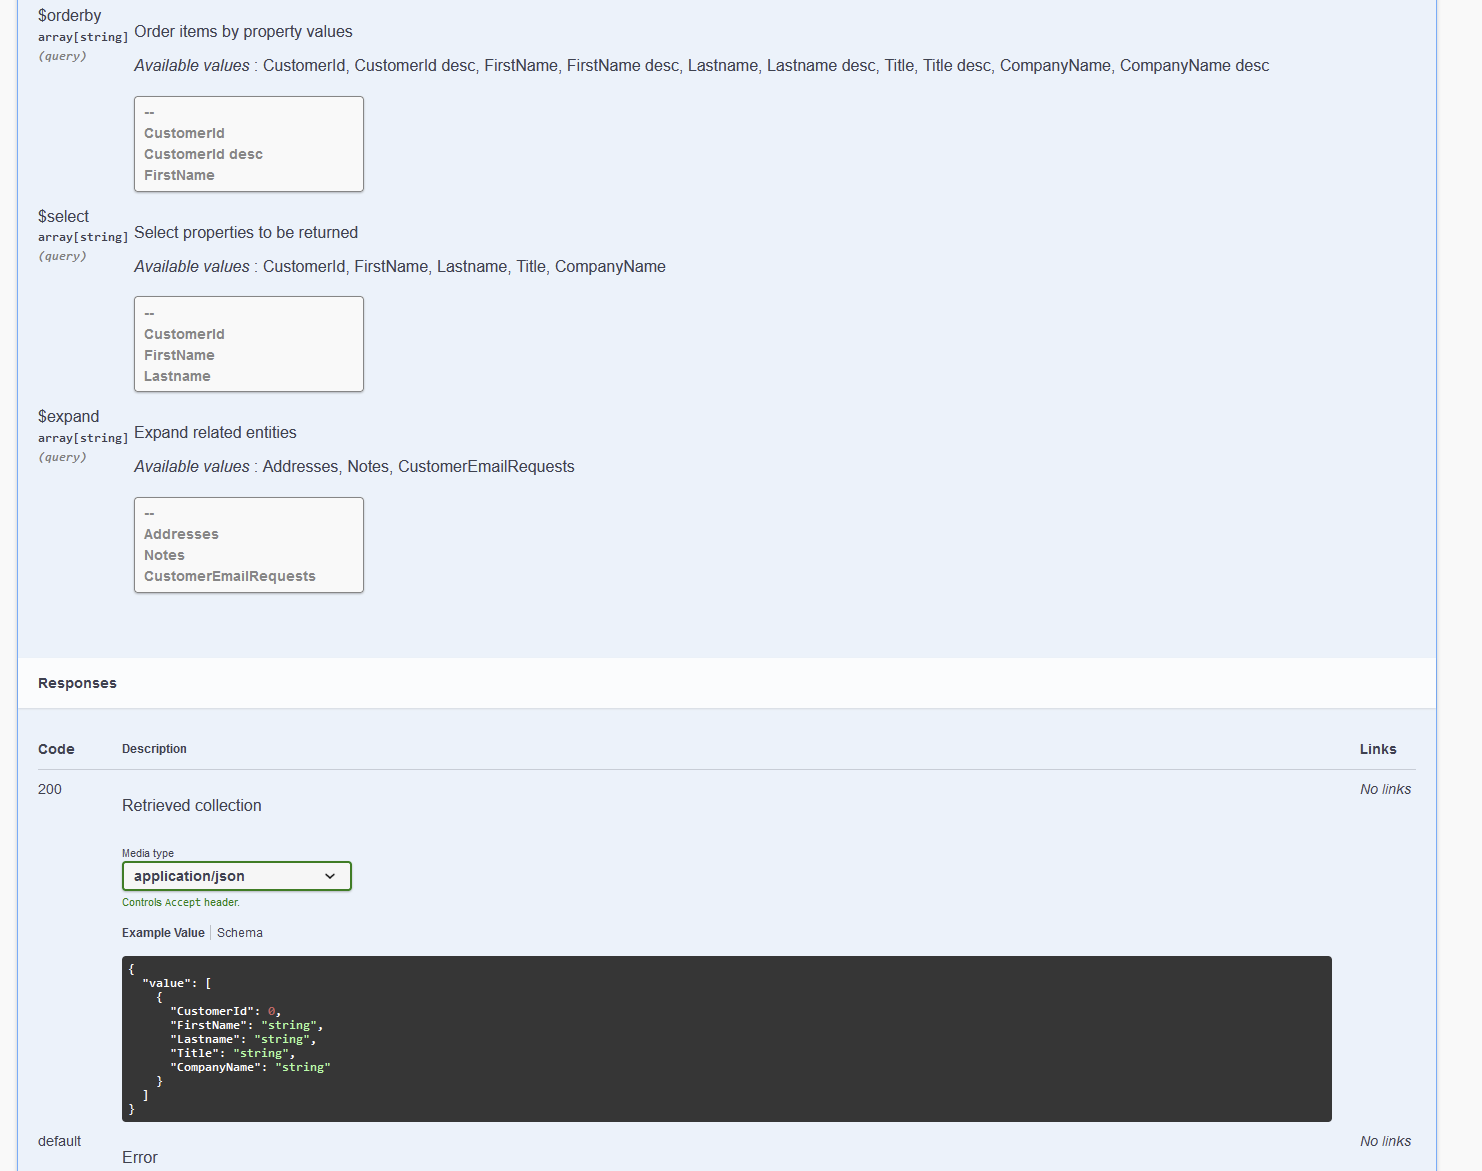 $orderby
array[string]
(query)
Order items by property values
Available values : CustomerId, CustomerId desc, FirstName, FirstName desc, Lastname, Lastname desc, Title, Title desc, CompanyName, CompanyName desc
--
CustomerId
CustomerId desc
FirstName
$select
array[string]
(query)
Select properties to be returned
Available values : CustomerId, FirstName, Lastname, Title, CompanyName
--
CustomerId
FirstName
Lastname
$expand
array[string]
(query)
Expand related entities
Available values : Addresses, Notes, CustomerEmailRequests
--
Addresses
Notes
CustomerEmailRequests
Responses
Code Description Links
200 No links
Retrieved collection
Media type
application/json
Controls Accept header.
Example Value Schema
{
  "value": [
    {
      "CustomerId": 0,
      "FirstName": "string",
      "Lastname": "string",
      "Title": "string",
      "CompanyName": "string"
    }
  ]
}
default No links
Error